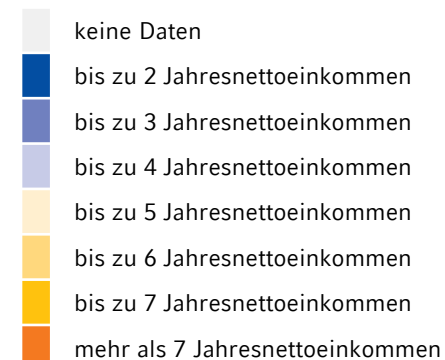 keine Daten
bis zu 2 Jahresnettoeinkommen
bis zu 3 Jahresnettoeinkommen
bis zu 4 Jahresnettoeinkommen
bis zu 5 Jahresnettoeinkommen
bis zu 6 Jahresnettoeinkommen
bis zu 7 Jahresnettoeinkommen
mehr als 7 Jahresnettoeinkommen